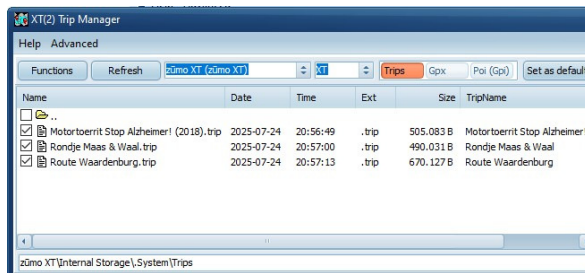 XT(2) Trip Manager
Help Advanced
Functions Refresh zūmo XT (zūmo XT) XT Trips Gpx Poi (Gpi) Set as default
Name Date Time Ext Size TripName
..
Motortoerrit Stop Alzheimer! (2018).trip 2025-07-24 20:56:49 .trip 505.083 B Motortoerrit Stop Alzheimer!
Rondje Maas & Waal.trip 2025-07-24 20:57:00 .trip 490.031 B Rondje Maas & Waal
Route Waardenburg.trip 2025-07-24 20:57:13 .trip 670.127 B Route Waardenburg
zūmo XT\Internal Storage\.System\Trips